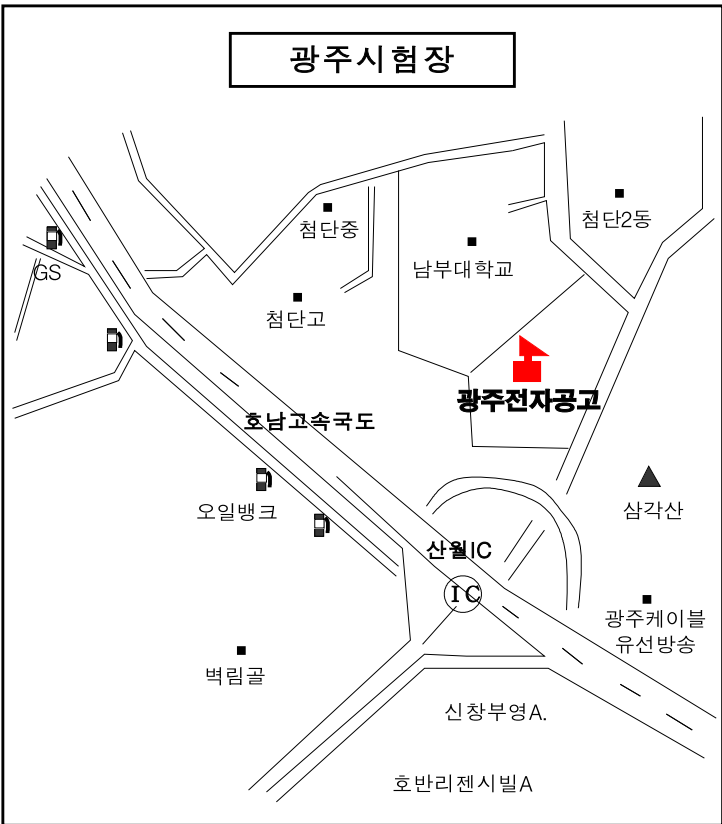 광주시험장
첨단중
첨단2동
남부대학교
GS
첨단고
광주전자공고
호남고속국도
오일뱅크
삼각산
산월IC
IC
광주케이블
유선방송
벽림골
신창부영A.
호반리젠시빌A